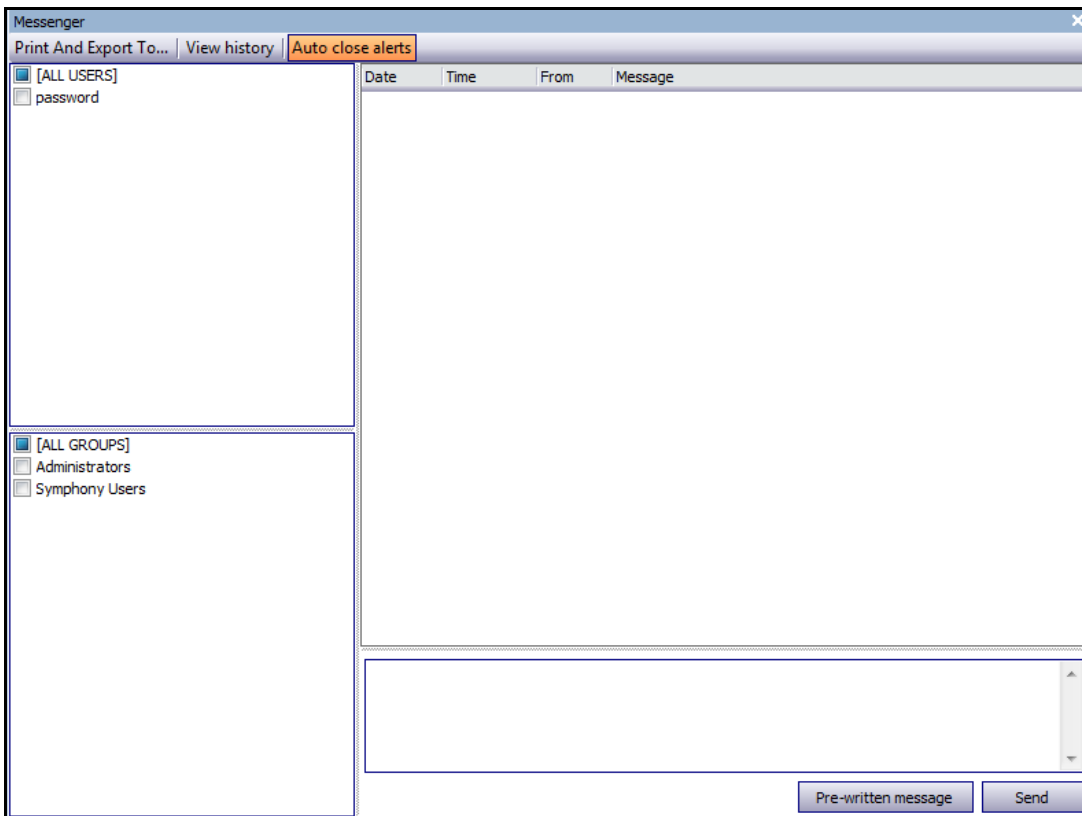 Messenger
Print And Export To... View history Auto close alerts
[ALL USERS]
password
Date Time From Message
[ALL GROUPS]
Administrators
Symphony Users
Pre-written message Send